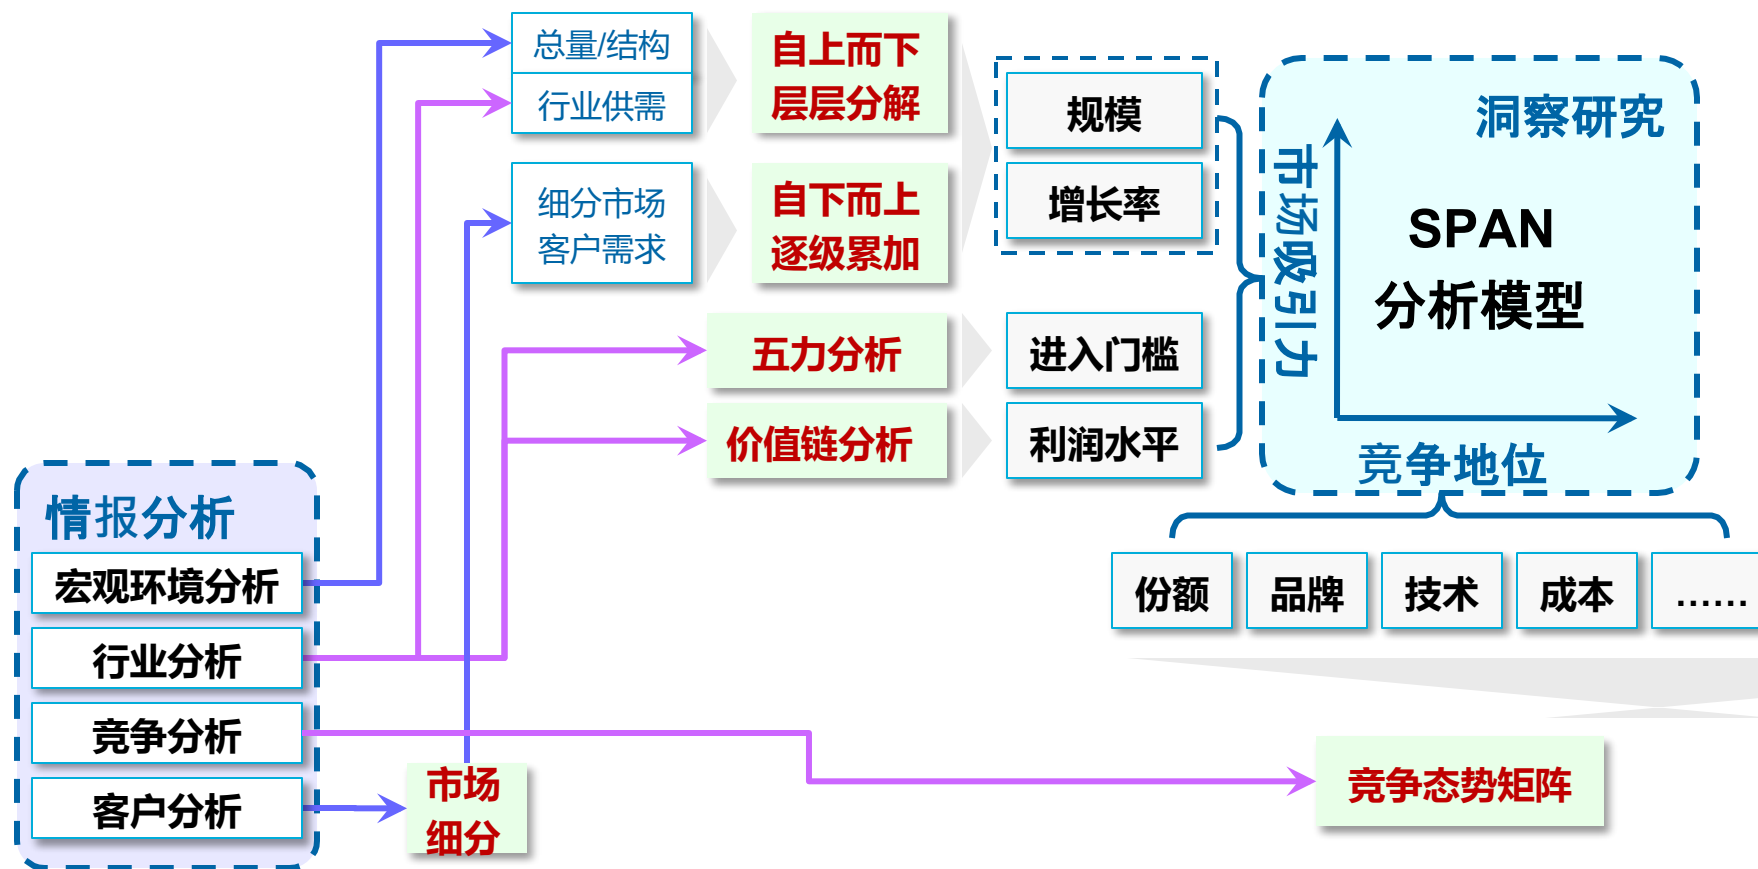 总量/结构
行业供需
自上而下
层层分解
细分市场
客户需求
自下而上
逐级累加
规模
增长率
五力分析
进入门槛
价值链分析
利润水平
洞察研究
市场吸引力
SPAN
分析模型
竞争地位
情报分析
宏观环境分析
行业分析
竞争分析
客户分析
市场
细分
份额
品牌
技术
成本
……
竞争态势矩阵